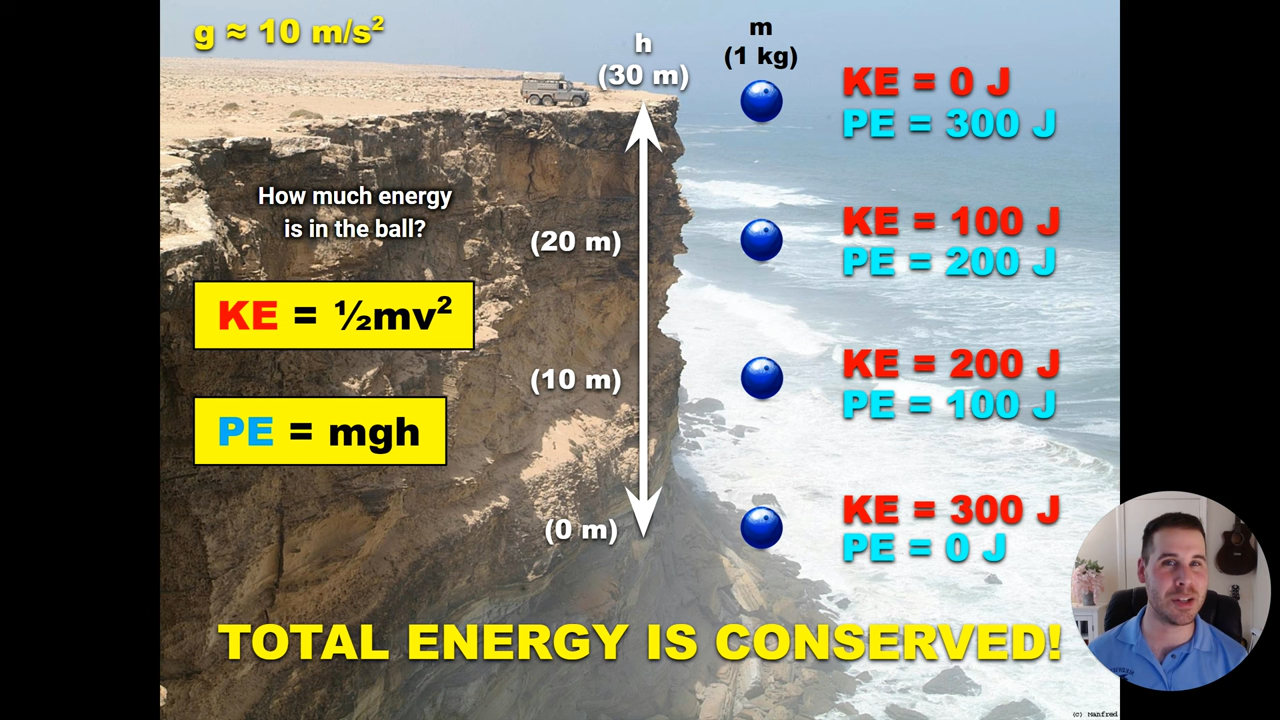 g ≈ 10 m/s²
h
(30 m)
m
(1 kg)
KE = 0 J
PE = 300 J
How much energy
is in the ball?
(20 m)
KE = 100 J
PE = 200 J
KE = ½mv²
(10 m)
KE = 200 J
PE = 100 J
PE = mgh
(0 m)
KE = 300 J
PE = 0 J
TOTAL ENERGY IS CONSERVED!
(C) Manfred